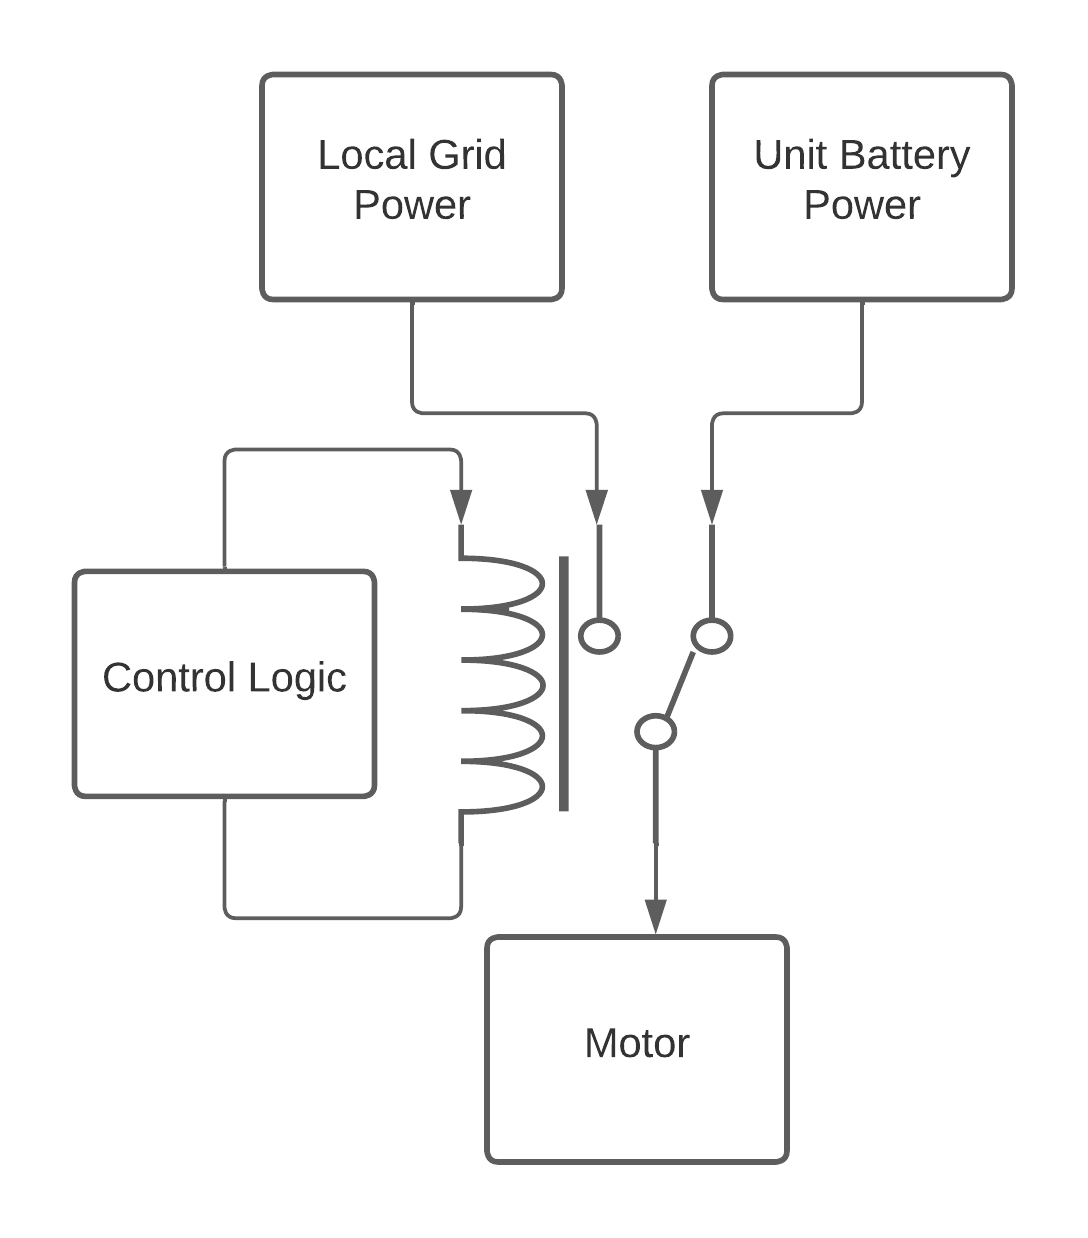 Local Grid
Power
Unit Battery
Power
Control Logic
Motor